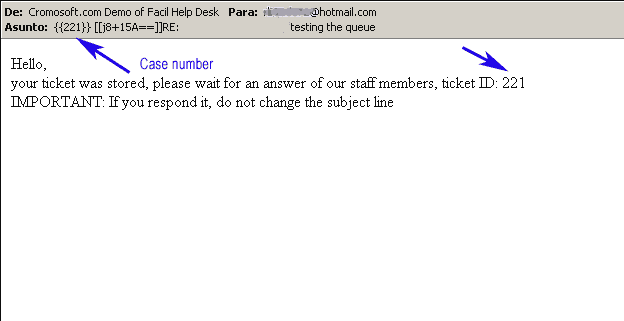 De: Cromosoft.com Demo of Facil Help Desk Para: @hotmail.com
Asunto: {{221}} [[j8+15A==]]RE: testing the queue
Case number
Hello,
your ticket was stored, please wait for an answer of our staff members, ticket ID: 221
IMPORTANT: If you respond it, do not change the subject line